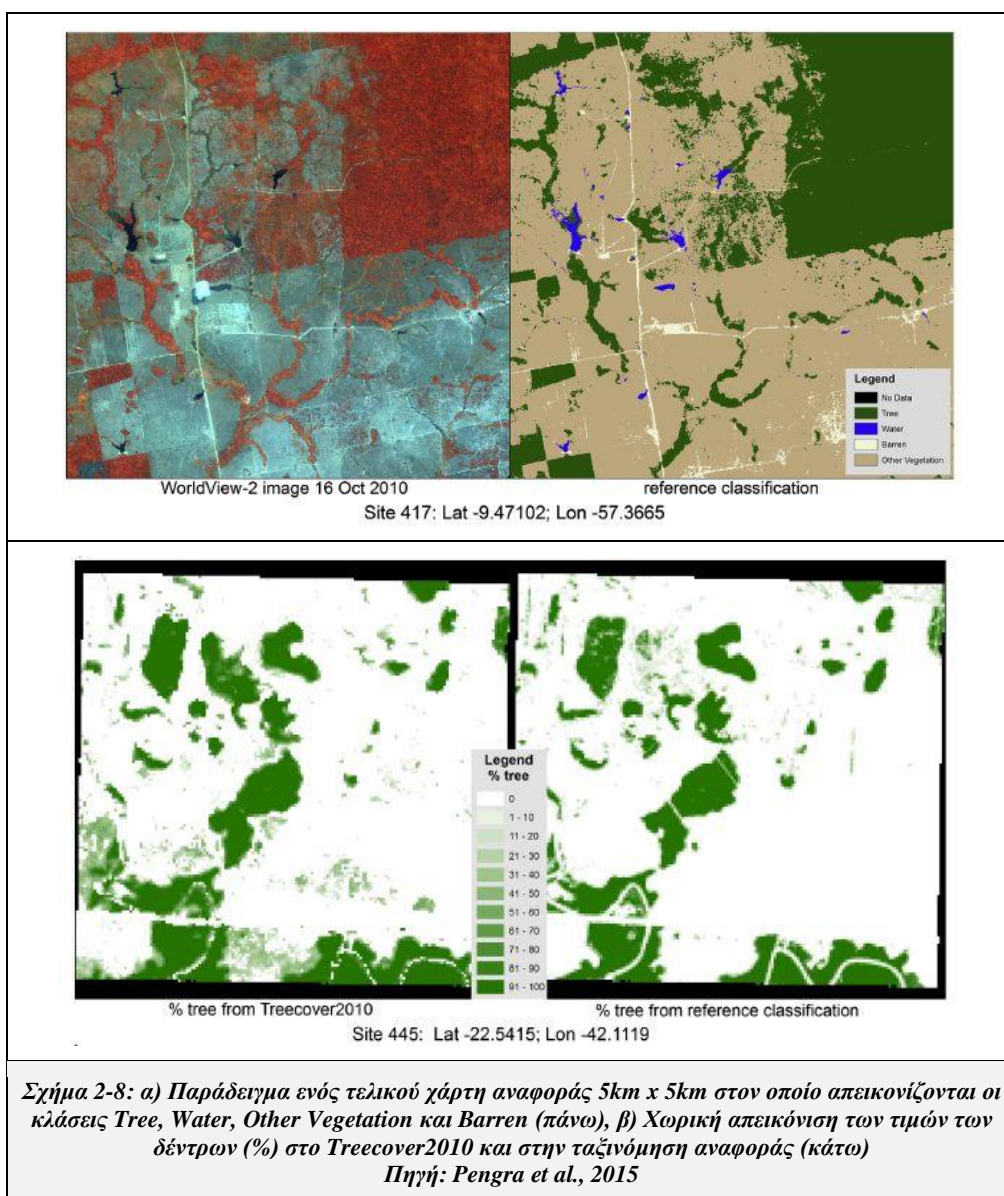 Legend
No Data
Tree
Water
Barren
Other Vegetation
WorldView-2 image 16 Oct 2010
reference classification
Site 417: Lat -9.47102; Lon -57.3665
Legend
% tree
0
1 - 10
11 - 20
21 - 30
31 - 40
41 - 50
51 - 60
61 - 70
71 - 80
81 - 90
91 - 100
% tree from Treecover2010
% tree from reference classification
Site 445: Lat -22.5415; Lon -42.1119
Σχήμα 2-8: α) Παράδειγμα ενός τελικού χάρτη αναφοράς 5km x 5km στον οποίο απεικονίζονται οι
κλάσεις Tree, Water, Other Vegetation και Barren (πάνω), β) Χωρική απεικόνιση των τιμών των
δέντρων (%) στο Treecover2010 και στην ταξινόμηση αναφοράς (κάτω)
Πηγή: Pengra et al., 2015